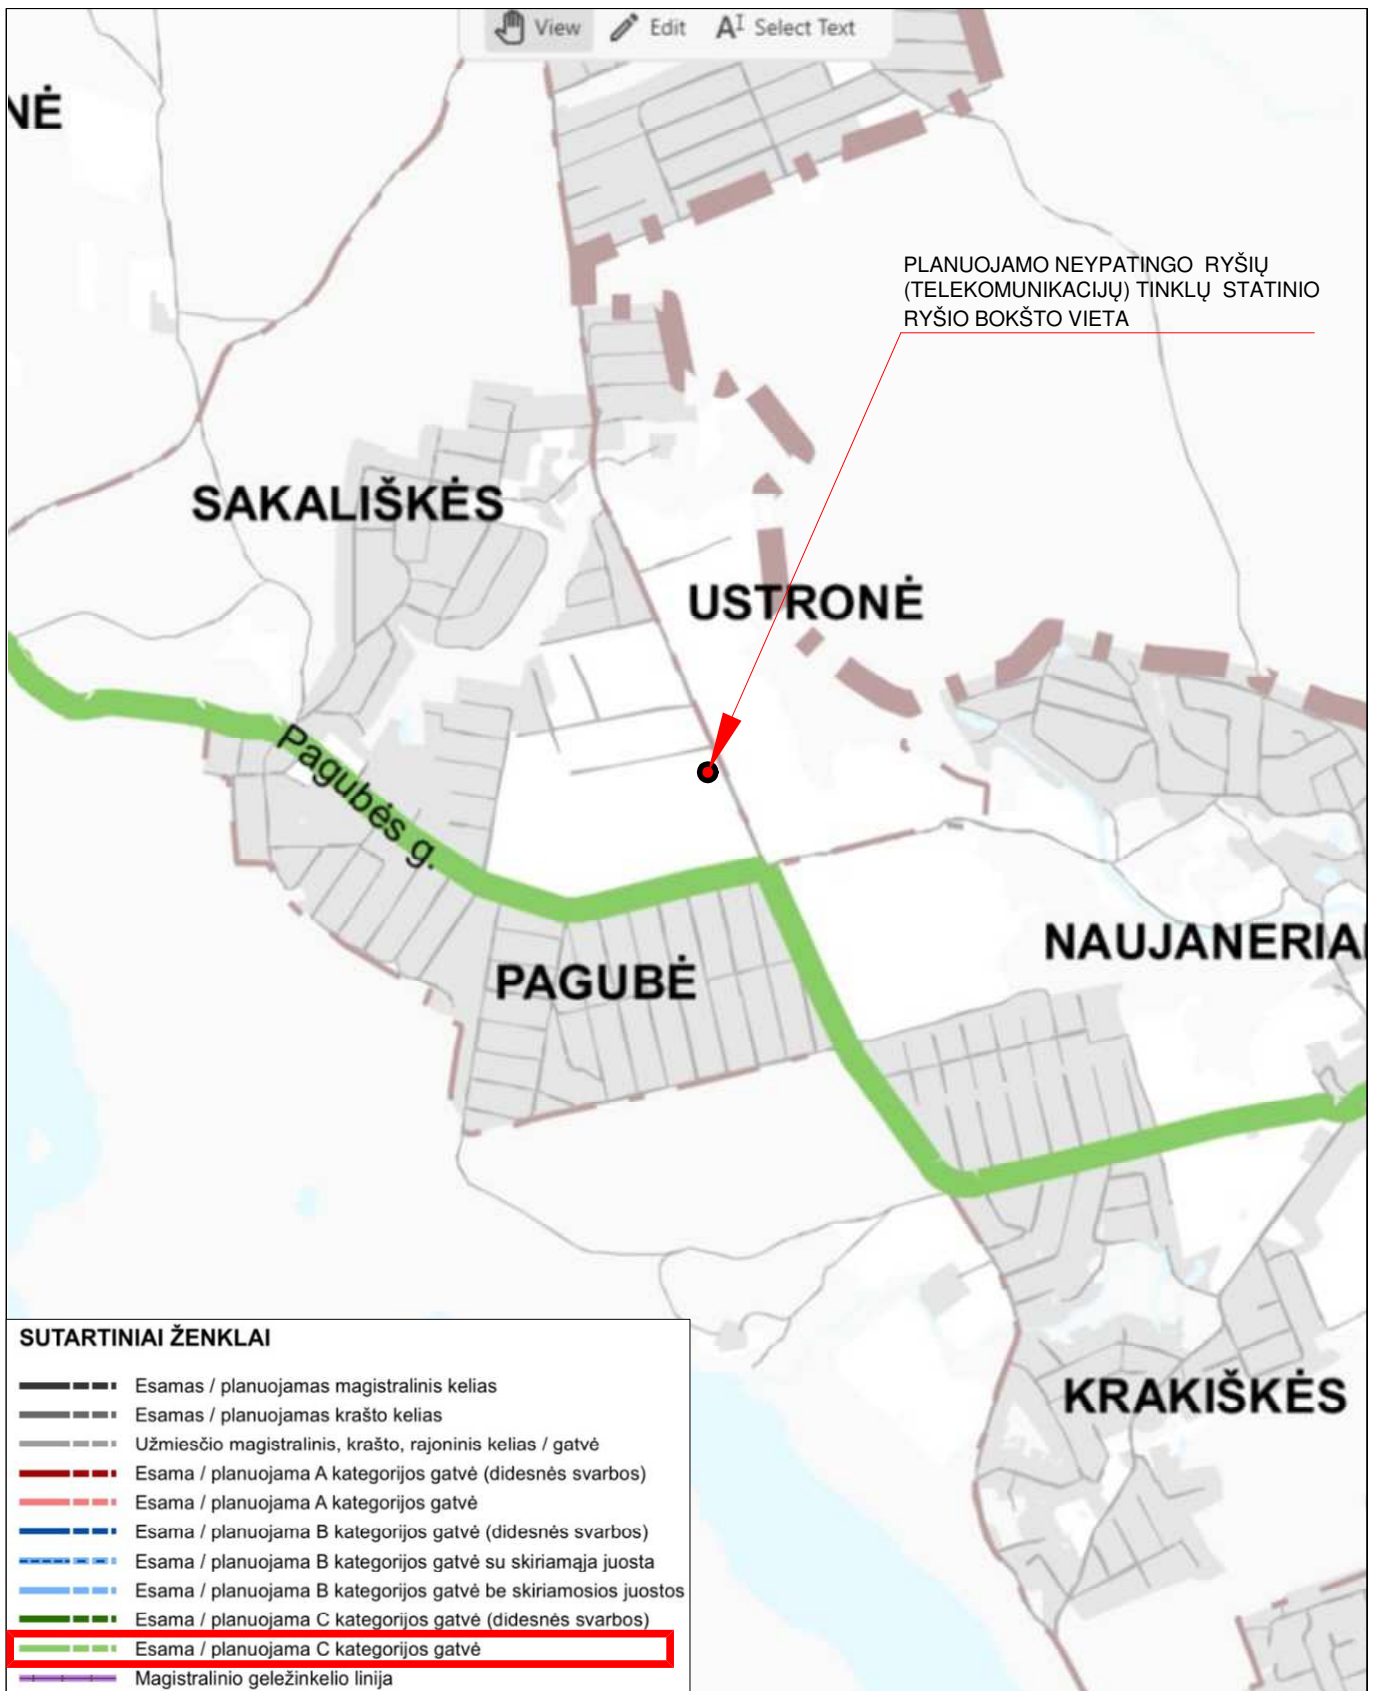 View Edit Select Text
NĖ
PLANUOJAMO NEYPATINGO RYŠIŲ
(TELEKOMUNIKACIJŲ) TINKLŲ STATINIO
RYŠIO BOKŠTO VIETA
SAKALIŠKĖS
USTRONĖ
Pagubės g.
NAUJANERIAI
PAGUBĖ
KRAKIŠKĖS
SUTARTINIAI ŽENKLAI
Esamas / planuojamas magistralinis kelias
Esamas / planuojamas krašto kelias
Užmiesčio magistralinis, krašto, rajoninis kelias / gatvė
Esama / planuojama A kategorijos gatvė (didesnės svarbos)
Esama / planuojama A kategorijos gatvė
Esama / planuojama B kategorijos gatvė (didesnės svarbos)
Esama / planuojama B kategorijos gatvė su skiriamąja juosta
Esama / planuojama B kategorijos gatvė be skiriamosios juostos
Esama / planuojama C kategorijos gatvė (didesnės svarbos)
Esama / planuojama C kategorijos gatvė
Magistralinio geležinkelio linija